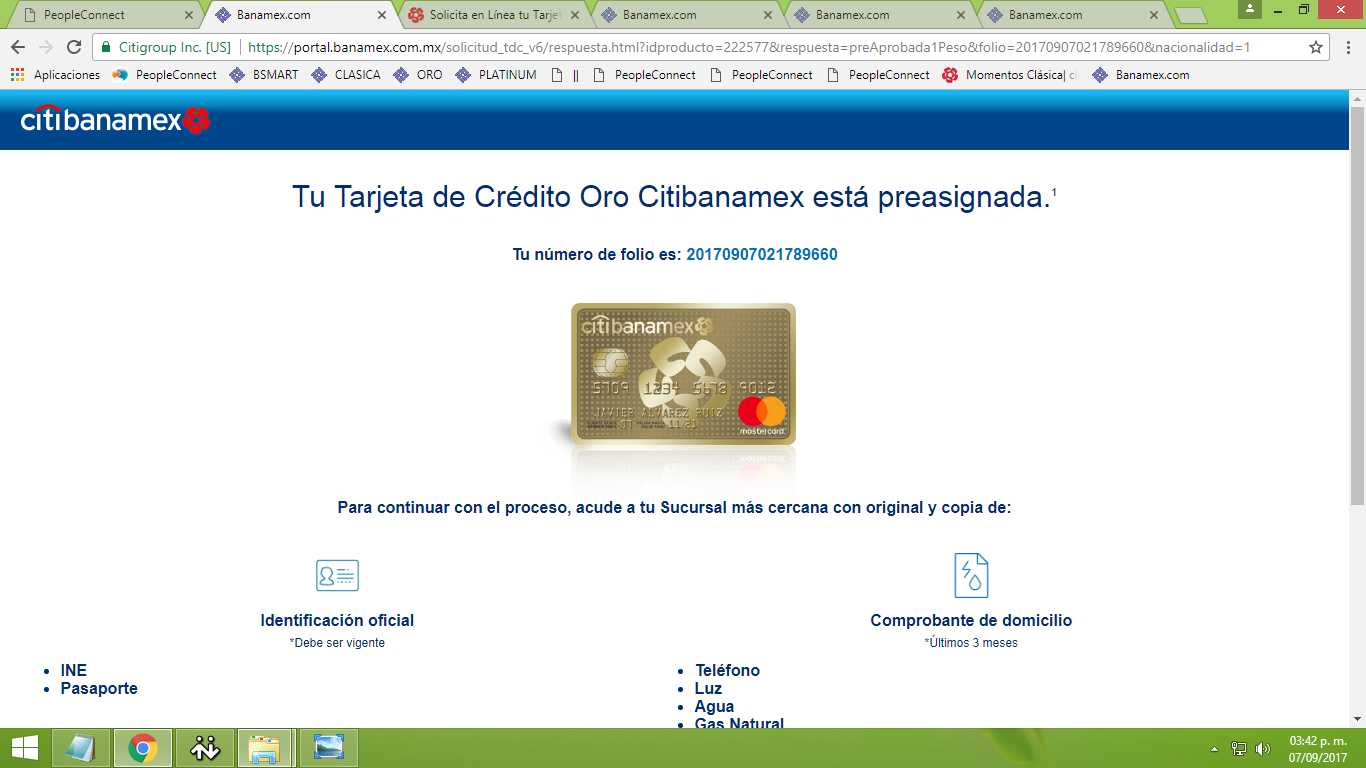 PeopleConnect
Banamex.com
Solicita en Línea tu Tarjet
Banamex.com
Banamex.com
Banamex.com
Citigroup Inc. [US]
https://portal.banamex.com.mx/solicitud_tdc_v6/respuesta.html?idproducto=222577&respuesta=preAprobada1Peso&folio=20170907021789660&nacionalidad=1
Aplicaciones
PeopleConnect
BSMART
CLASICA
ORO
PLATINUM
||
PeopleConnect
PeopleConnect
PeopleConnect
Momentos Clásica| ci
Banamex.com
citibanamex
Tu Tarjeta de Crédito Oro Citibanamex está preasignada.1
Tu número de folio es: 20170907021789660
citibanamex
5709 1234 5678 9012
JAVIER ALVAREZ RUIZ
07 11/21
mastercard.
Para continuar con el proceso, acude a tu Sucursal más cercana con original y copia de:
Identificación oficial
*Debe ser vigente
• INE
• Pasaporte
Comprobante de domicilio
*Últimos 3 meses
• Teléfono
• Luz
• Agua
• Gas Natural
03:42 p. m.
07/09/2017